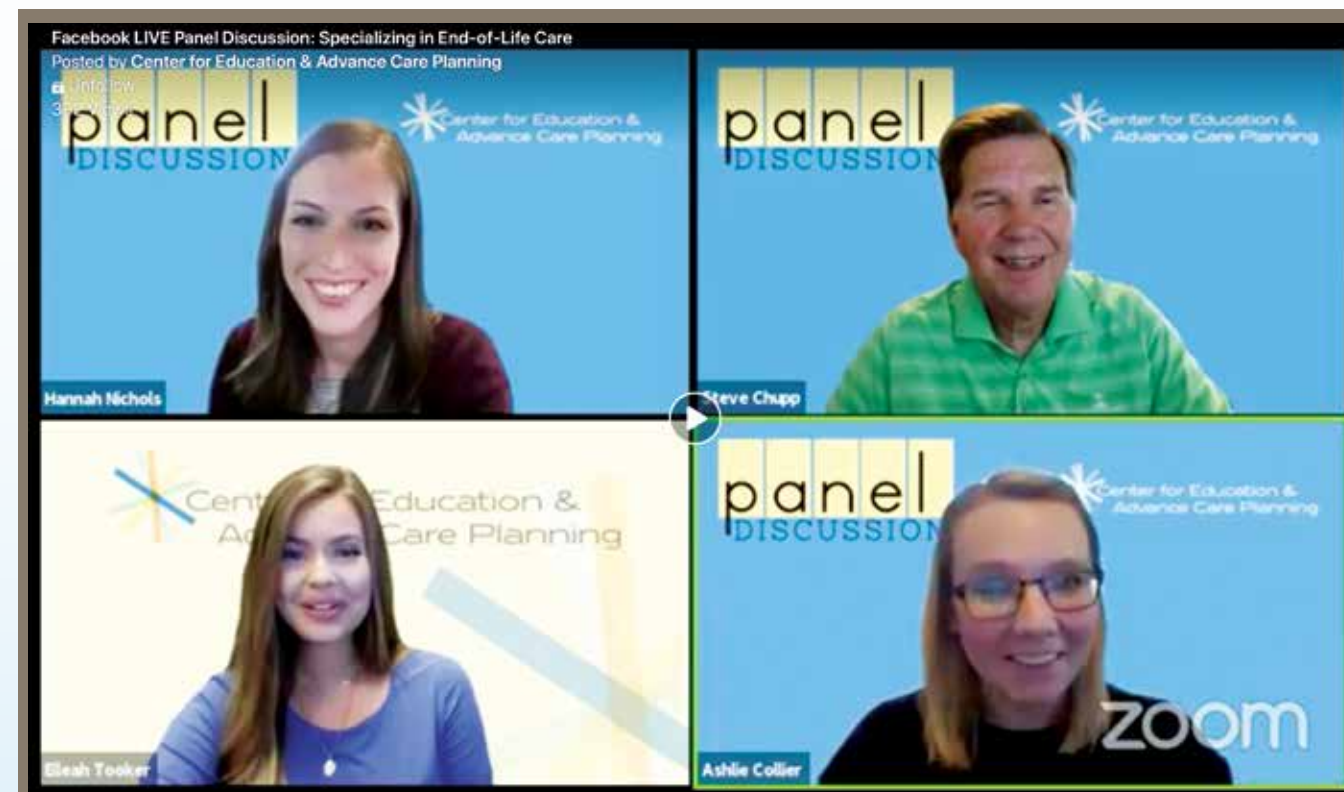 Facebook LIVE Panel Discussion: Specializing in End-of-Life Care
Posted by Center for Education & Advance Care Planning
Unfollow
panel
DISCUSSION
Center for Education &
Advance Care Planning
Hannah Nichols
panel
DISCUSSION
Center for Education &
Advance Care Planning
Steve Chupp
Education &
Care Planning
Elleah Tooker
panel
DISCUSSION
Center for Education &
Advance Care Planning
zoom
Ashlie Collier